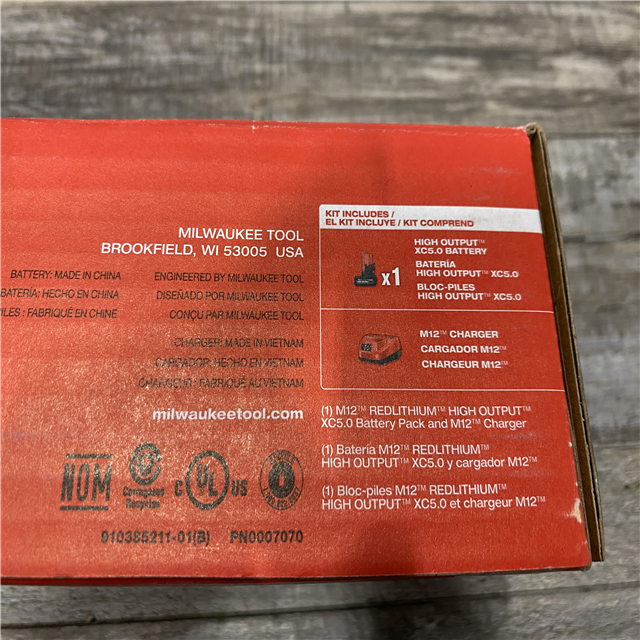 MILWAUKEE TOOL
BROOKFIELD, WI 53005 USA
BATTERY: MADE IN CHINA
ENGINEERED BY MILWAUKEE TOOL
BATERÍA: HECHO EN CHINA
DISEÑADO POR MILWAUKEE TOOL
PILES : FABRIQUÉ EN CHINE
CONÇU PAR MILWAUKEE TOOL
CHARGER: MADE IN VIETNAM
CARGADOR: HECHO EN VIETNAM
CHARGEUR : FABRIQUÉ AU VIETNAM
milwaukeetool.com
NOM
Corrugated
Recycles
C UL US
910385211-01(B) PN0007070
KIT INCLUDES /
EL KIT INCLUYE / KIT COMPREND
x1
HIGH OUTPUT™
XC5.0 BATTERY
BATERÍA
HIGH OUTPUT™ XC5.0
BLOC-PILES
HIGH OUTPUT™ XC5.0
M12™ CHARGER
CARGADOR M12™
CHARGEUR M12™
(1) M12™ REDLITHIUM™ HIGH OUTPUT™
XC5.0 Battery Pack and M12™ Charger
(1) Batería M12™ REDLITHIUM™
HIGH OUTPUT™ XC5.0 y cargador M12™
(1) Bloc-piles M12™ REDLITHIUM™
HIGH OUTPUT™ XC5.0 et chargeur M12™